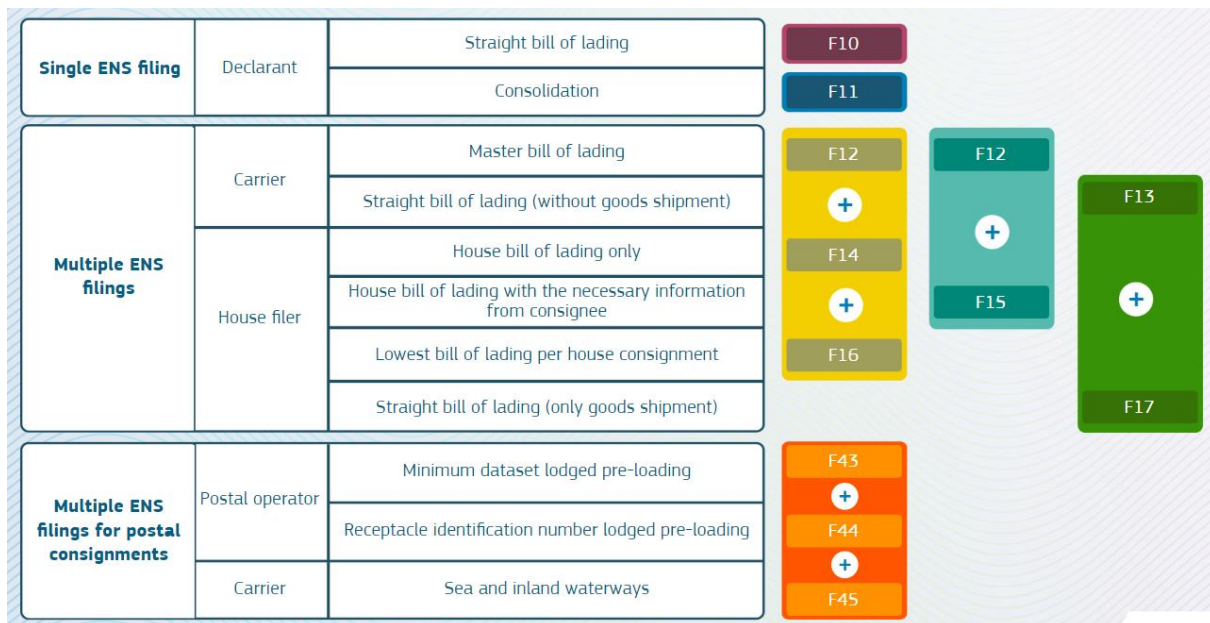 Single ENS filing
Declarant
Straight bill of lading
F10
Consolidation
F11
Multiple ENS
filings
Carrier
Master bill of lading
F12
F12
Straight bill of lading (without goods shipment)
+
F13
House filer
House bill of lading only
F14
+
House bill of lading with the necessary information
from consignee
+
F15
+
Lowest bill of lading per house consignment
F16
Straight bill of lading (only goods shipment)
F17
Multiple ENS
filings for postal
consignments
Postal operator
Minimum dataset lodged pre-loading
F43
+
Receptacle identification number lodged pre-loading
F44
+
Carrier
Sea and inland waterways
F45